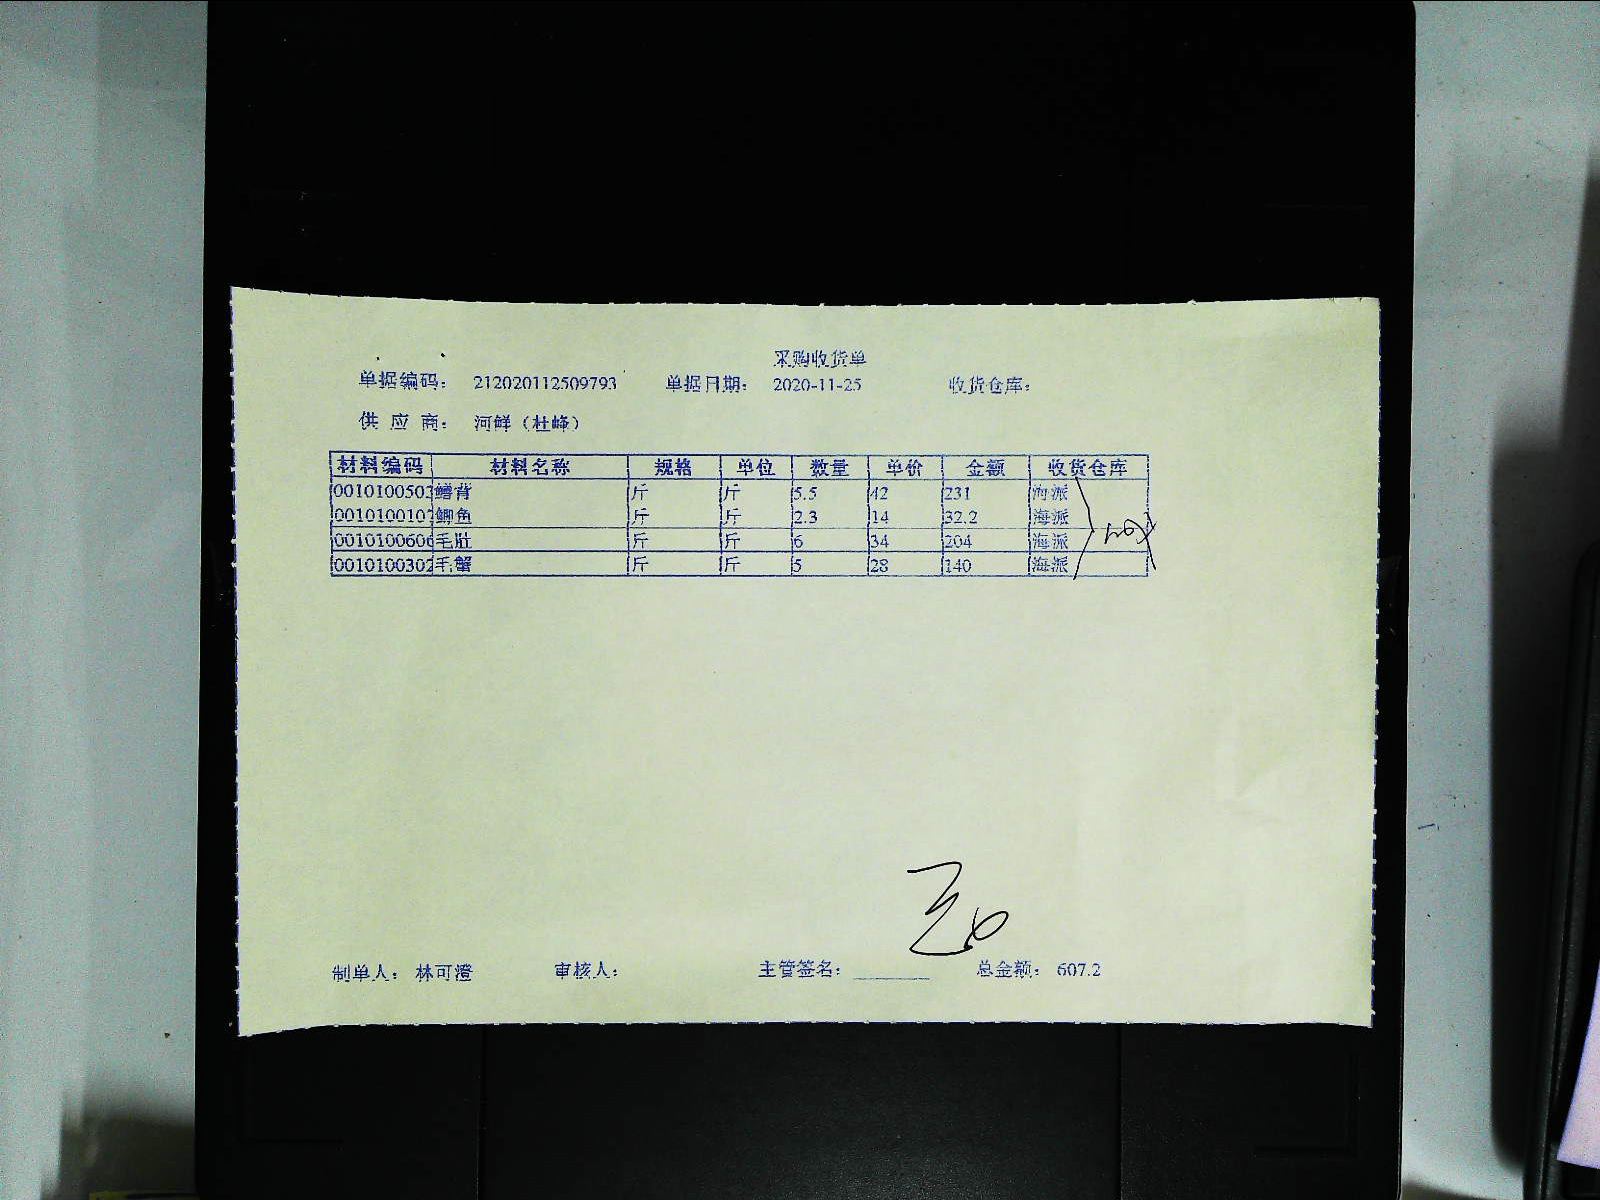 采购收货单
单据编码： 212020112509793 单据日期： 2020-11-25 收货仓库：
供 应 商： 河鲜（杜峰）
材料编码 材料名称 规格 单位 数量 单价 金额 收货仓库
0010100503 鳝背 斤 斤 5.5 42 231 海派
0010100107 鲫鱼 斤 斤 2.3 14 32.2 海派
0010100606 毛肚 斤 斤 6 34 204 海派
0010100302 毛蟹 斤 斤 5 28 140 海派
制单人： 林可澄 审核人： 主管签名： 总金额： 607.2